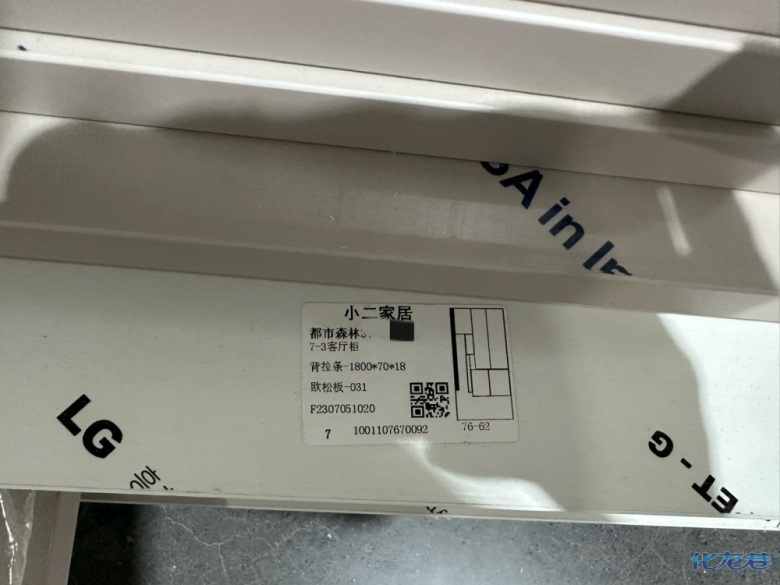 A in
小二家居
都市森林3
7-3客厅柜
背拉条-1800*70*18
欧松板-031
F2307051020
7 1001107670092
76-62
LG
ET-G
化龙巷